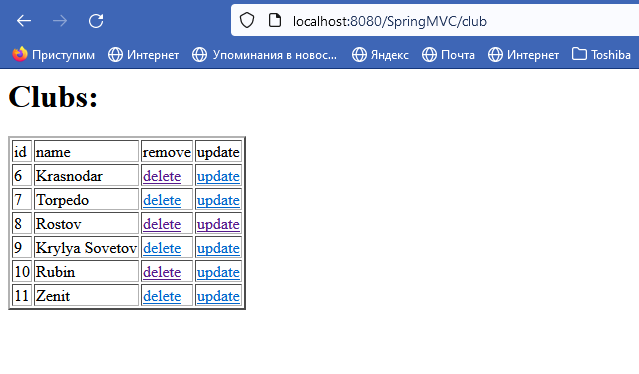 localhost:8080/SpringMVC/club
Приступим Интернет Упоминания в новос... Яндекс Почта Интернет Toshiba
Clubs:
id name remove update
6 Krasnodar delete update
7 Torpedo delete update
8 Rostov delete update
9 Krylya Sovetov delete update
10 Rubin delete update
11 Zenit delete update